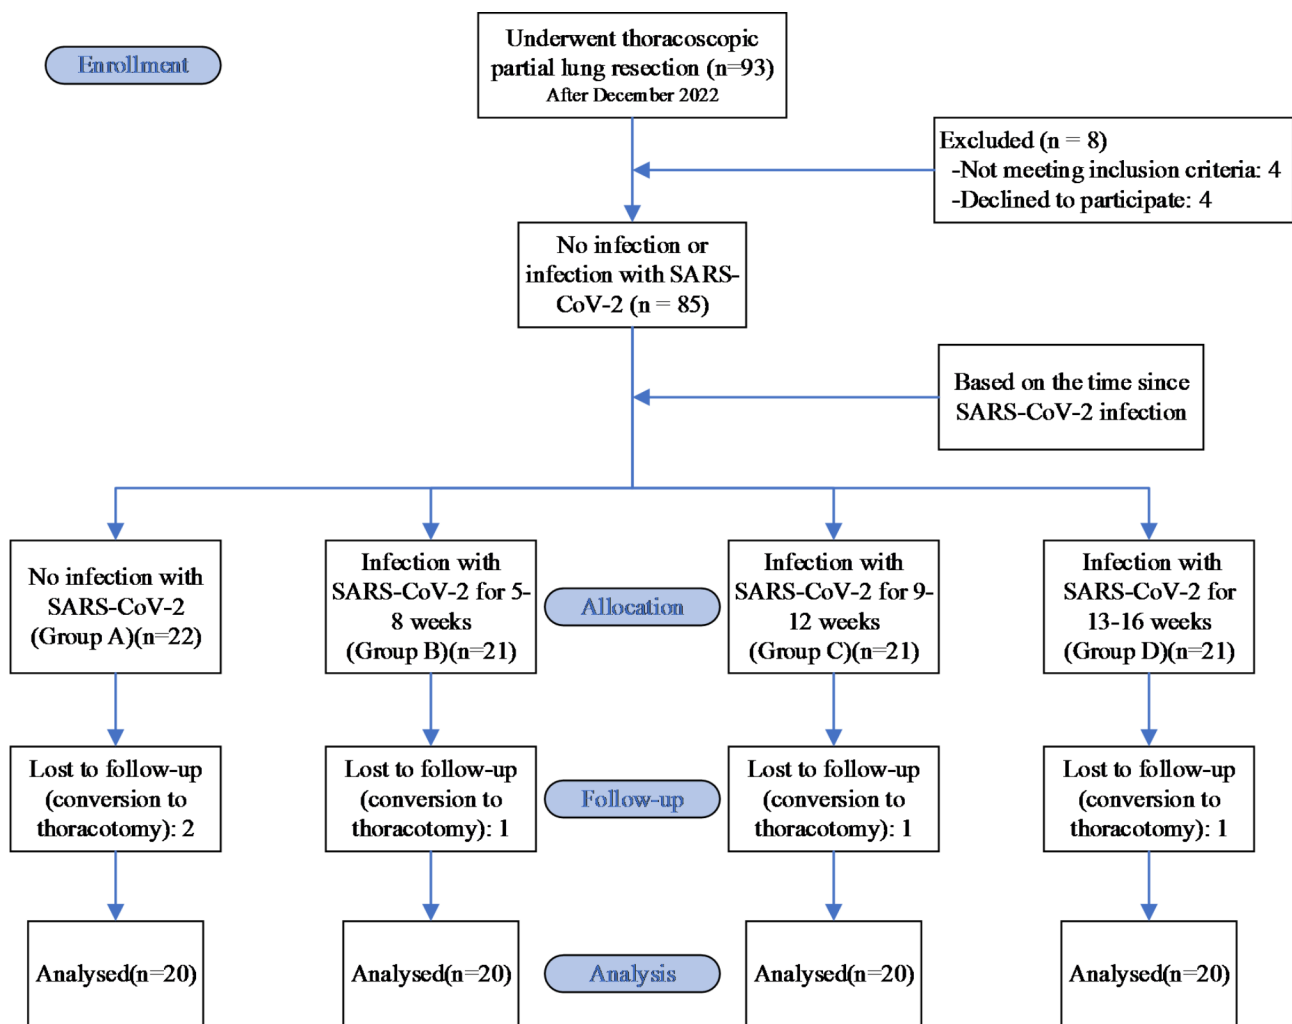 Enrollment
Underwent thoracoscopic
partial lung resection (n=93)
After December 2022
Excluded (n = 8)
-Not meeting inclusion criteria: 4
-Declined to participate: 4
No infection or
infection with SARS-
CoV-2 (n = 85)
Based on the time since
SARS-CoV-2 infection
No infection with
SARS-CoV-2
(Group A)(n=22)
Infection with
SARS-CoV-2 for 5-
8 weeks
(Group B)(n=21)
Allocation
Infection with
SARS-CoV-2 for 9-
12 weeks
(Group C)(n=21)
Infection with
SARS-CoV-2 for
13-16 weeks
(Group D)(n=21)
Lost to follow-up
(conversion to
thoracotomy): 2
Lost to follow-up
(conversion to
thoracotomy): 1
Follow-up
Lost to follow-up
(conversion to
thoracotomy): 1
Lost to follow-up
(conversion to
thoracotomy): 1
Analysed(n=20)
Analysed(n=20)
Analysis
Analysed(n=20)
Analysed(n=20)